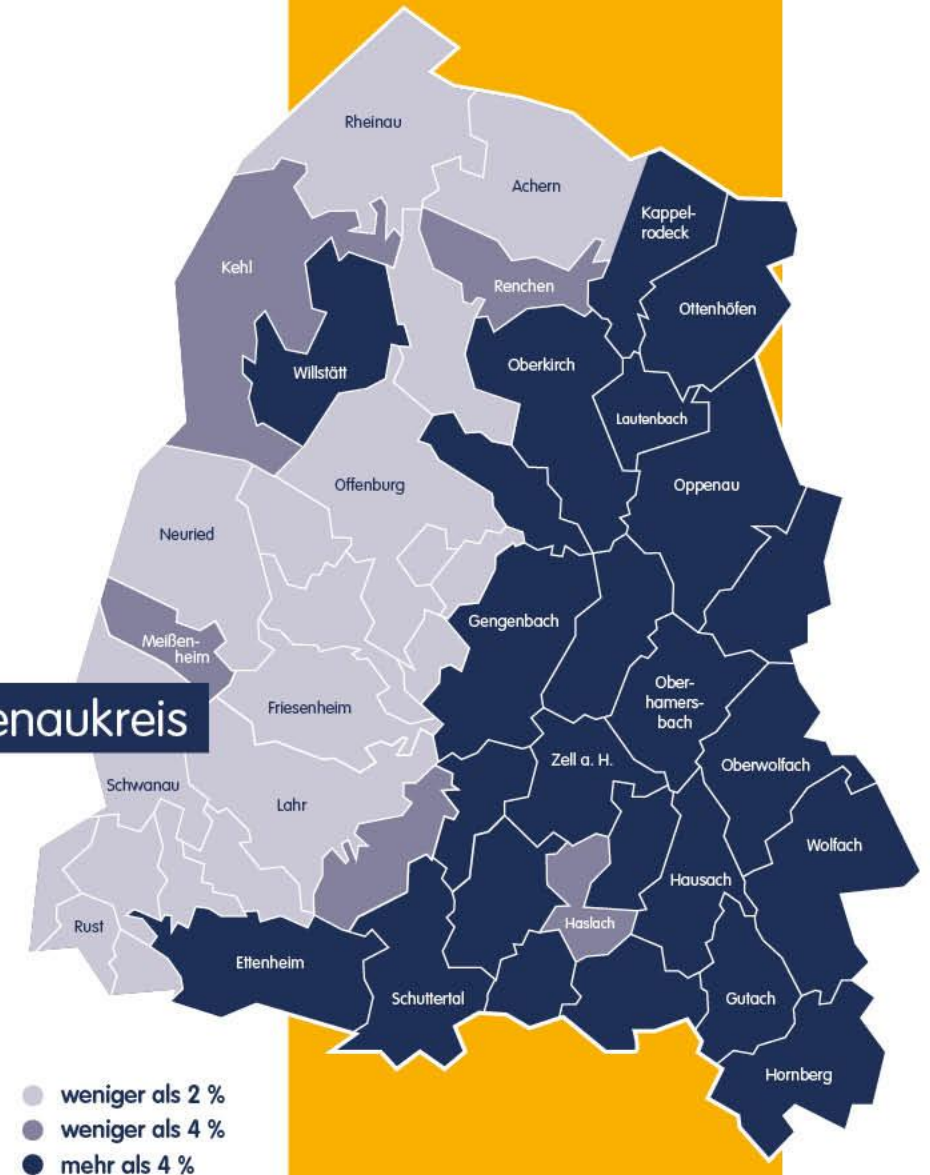 Rheinau
Achern
Kappel-
rodeck
Kehl
Renchen
Ottenhöfen
Willstätt
Oberkirch
Lautenbach
Offenburg
Oppenau
Neuried
Gengenbach
Meißen-
heim
Ober-
hamers-
bach
Friesenheim
enaukreis
Zell a. H.
Oberwolfach
Schwanau
Lahr
Wolfach
Hausach
Rust
Haslach
Ettenheim
Schuttertal
Gutach
Hornberg
weniger als 2 %
weniger als 4 %
mehr als 4 %